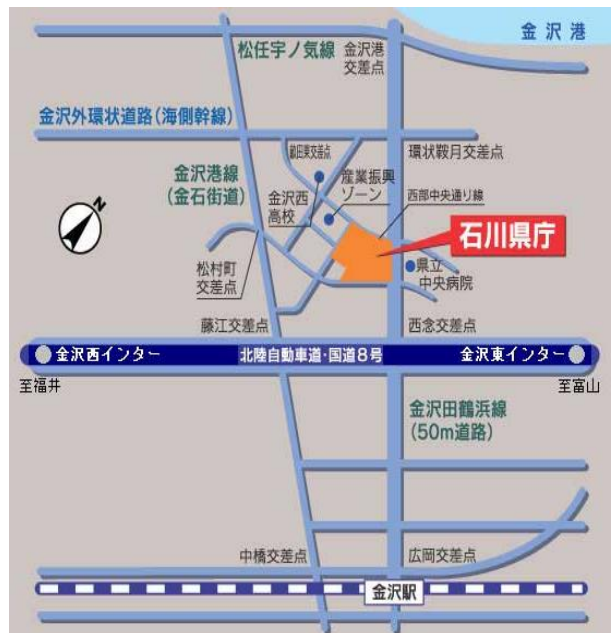 金沢港
松任宇ノ気線
金沢港
交差点
金沢外環状道路(海側幹線)
環状鞍月交差点
金沢港線
(金石街道)
金沢西
高校
産業振興
ゾーン
西部中央通り線
石川県庁
県立
中央病院
松村町
交差点
N
藤江交差点
西念交差点
金沢西インター
北陸自動車道・国道8号
金沢東インター
至福井
至富山
金沢田鶴浜線
(50m道路)
中橋交差点
広岡交差点
金沢駅